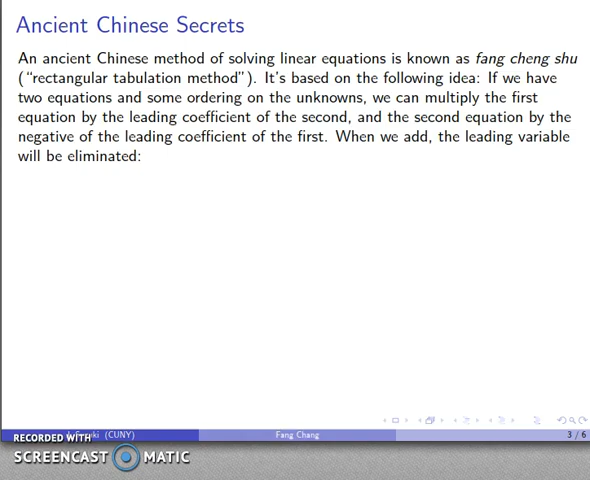 Ancient Chinese Secrets
An ancient Chinese method of solving linear equations is known as fang cheng shu
("rectangular tabulation method"). It's based on the following idea: If we have
two equations and some ordering on the unknowns, we can multiply the first
equation by the leading coefficient of the second, and the second equation by the
negative of the leading coefficient of the first. When we add, the leading variable
will be eliminated:
(CUNY)
Fang Chang
3 / 6
RECORDED WITH
SCREENCAST MATIC